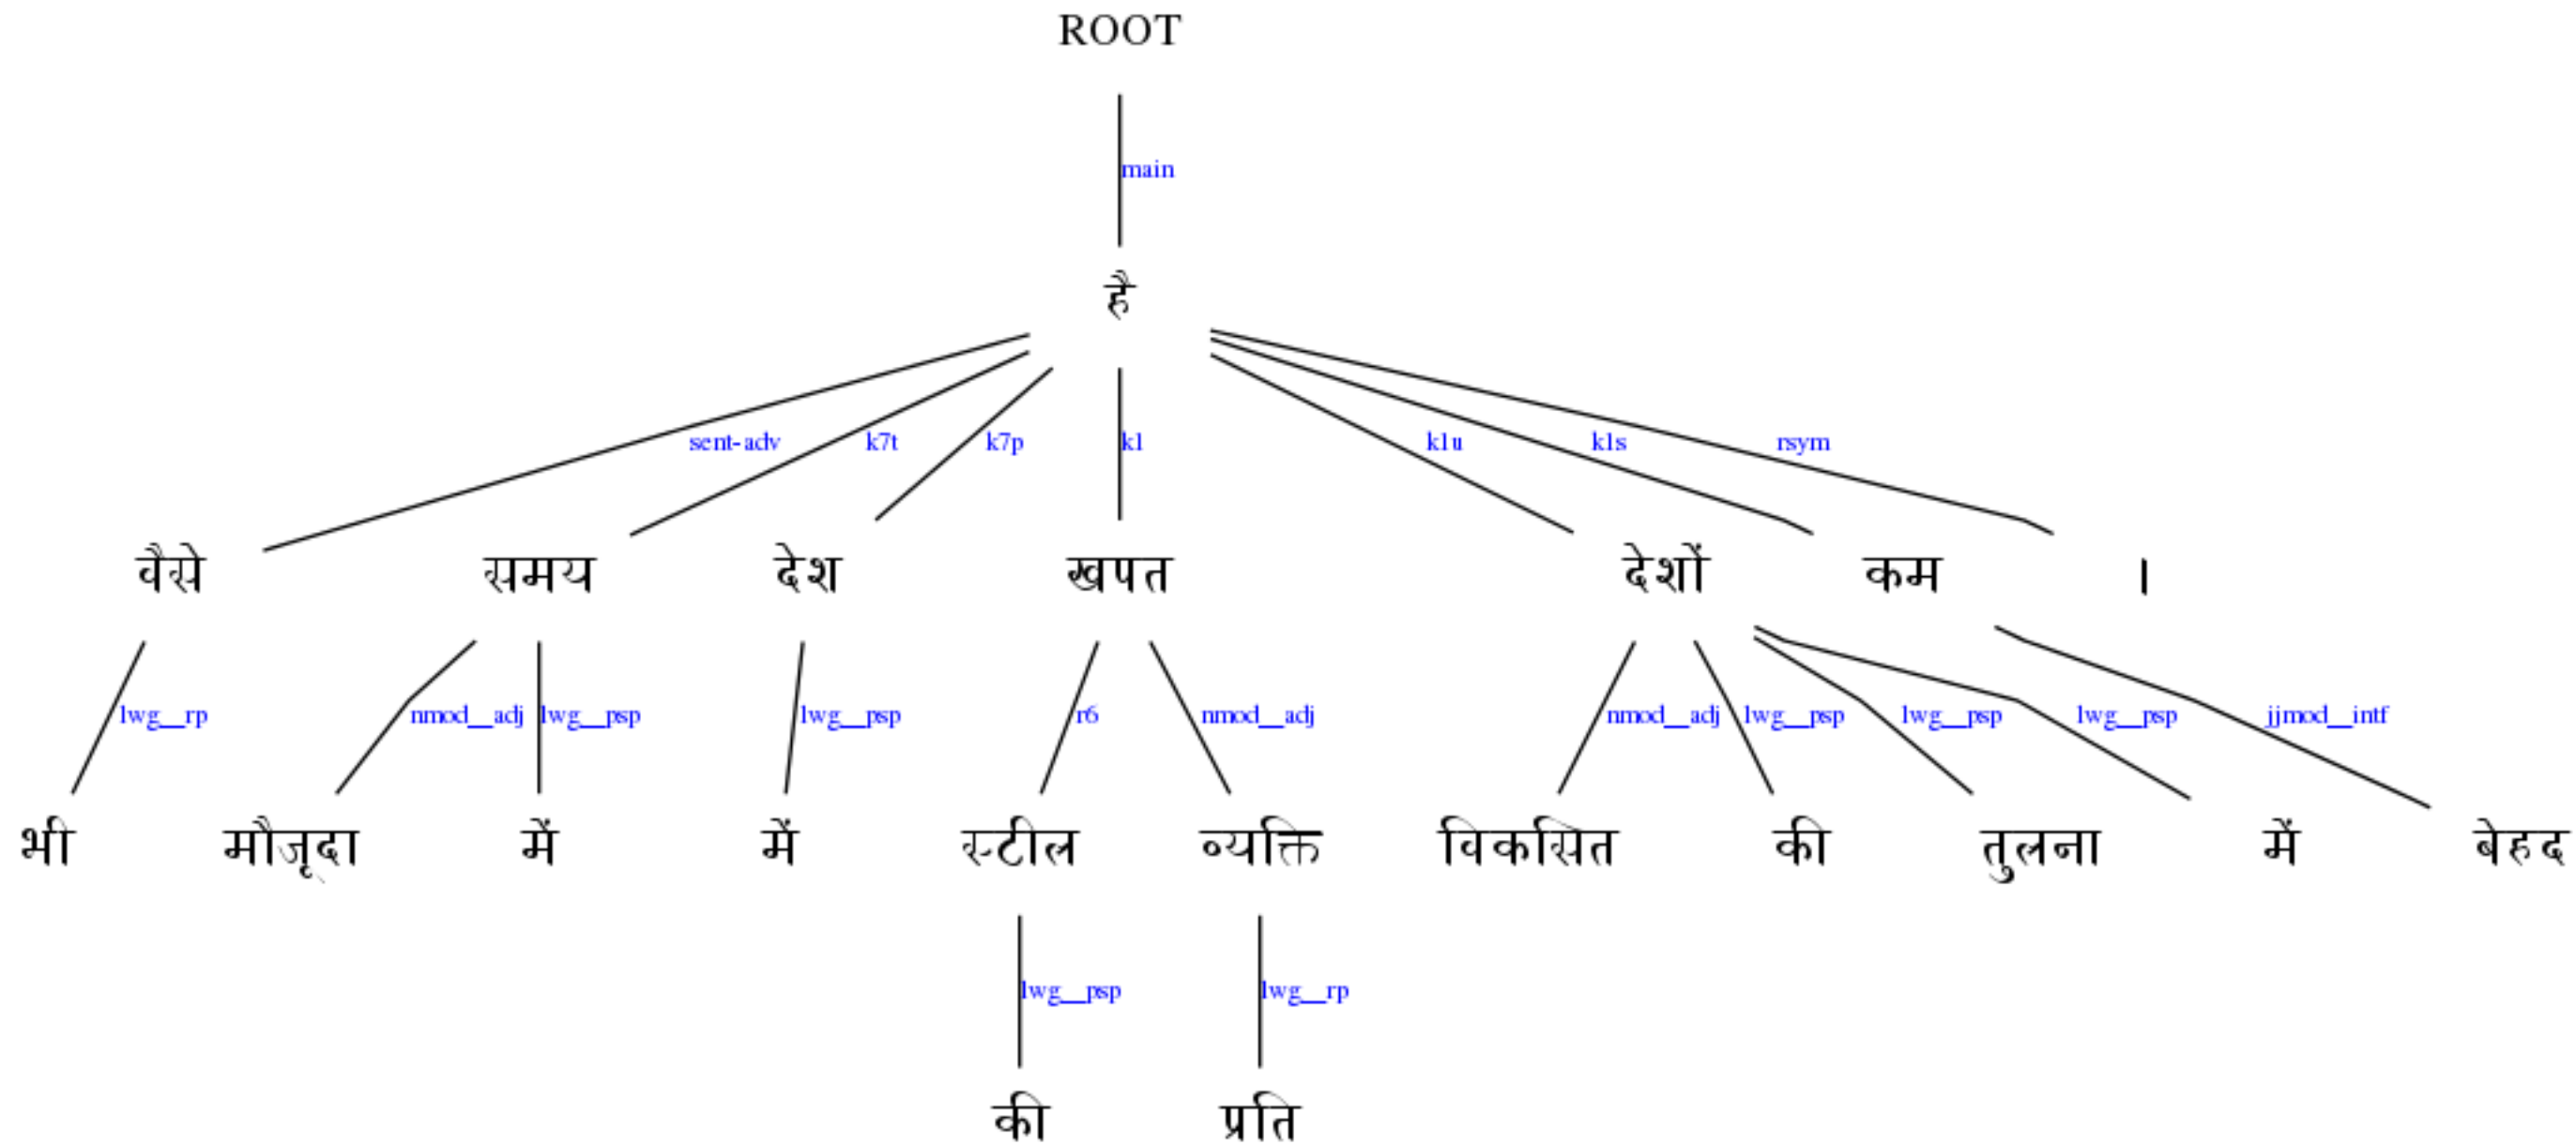 ROOT
main
है
sent-adv k7t k7p k1 k1u k1s rsym
वैसे समय देश खपत देशों कम ।
lwg__rp nmod__adj lwg__psp lwg__psp r6 nmod__adj nmod__adj lwg__psp lwg__psp lwg__psp jjmod__intf
भी मौजूदा में में स्टील व्यक्ति विकसित की तुलना में बेहद
lwg__psp lwg__rp
की प्रति